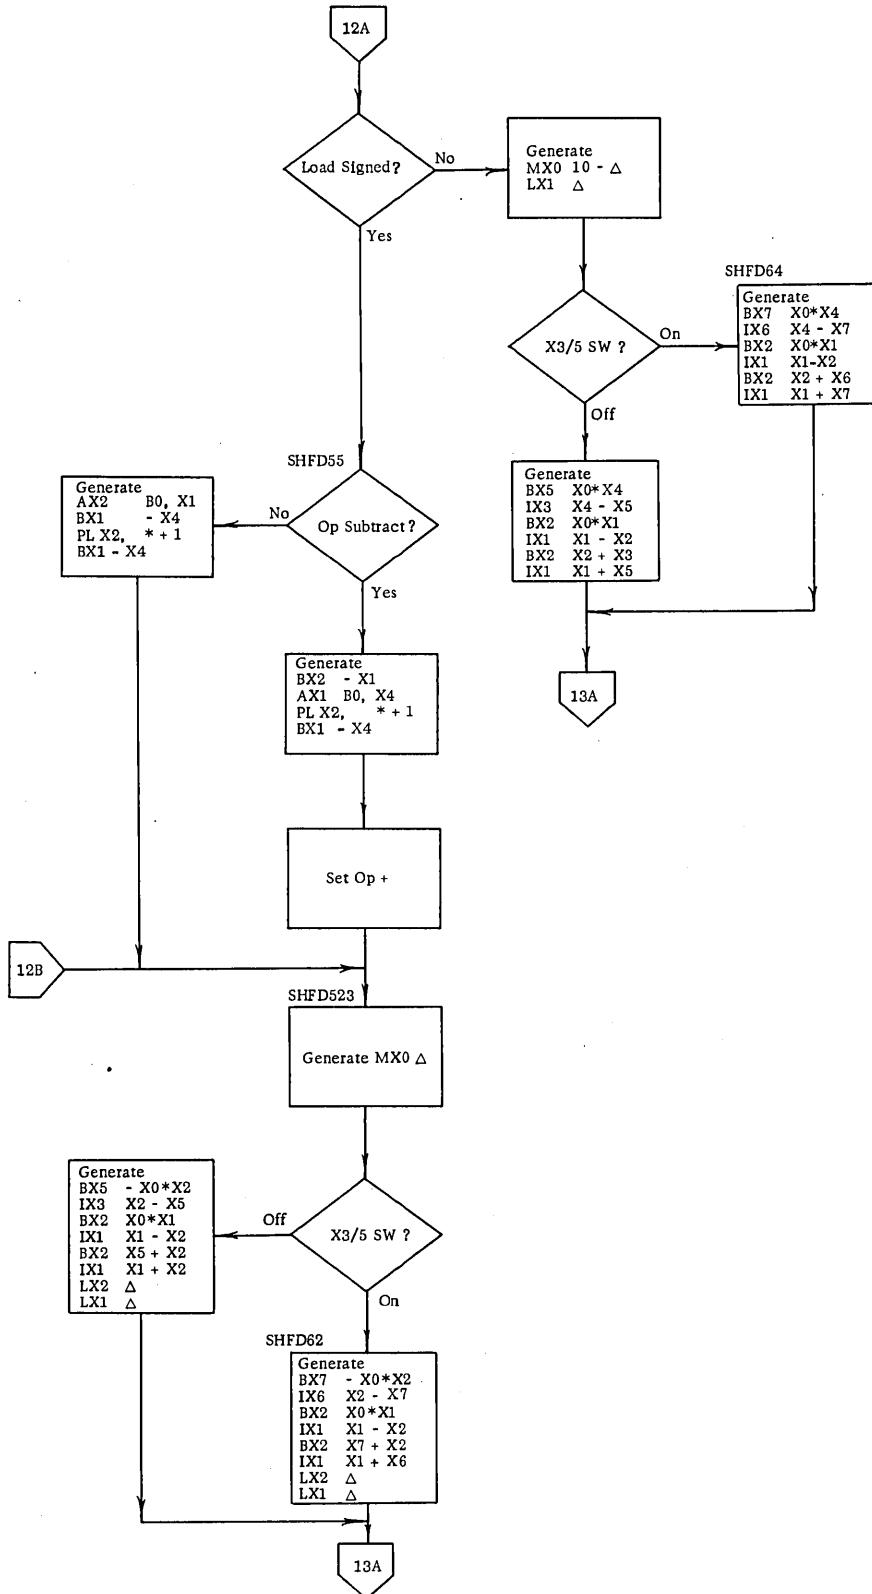 12A
Load Signed?
No
Yes
Generate
MX0 10 - Δ
LX1 Δ
X3/5 SW ?
On
Off
SHFD64
Generate
BX7 X0*X4
IX6 X4 - X7
BX2 X0*X1
IX1 X1-X2
BX2 X2 + X6
IX1 X1 + X7
Generate
BX5 X0*X4
IX3 X4 - X5
BX2 X0*X1
IX1 X1 - X2
BX2 X2 + X3
IX1 X1 + X5
13A
SHFD55
Op Subtract?
No
Yes
Generate
AX2 B0, X1
BX1 - X4
PL X2, * + 1
BX1 - X4
Generate
BX2 - X1
AX1 B0, X4
PL X2, * + 1
BX1 - X4
Set Op +
12B
SHFD523
Generate MX0 Δ
X3/5 SW ?
Off
On
Generate
BX5 - X0*X2
IX3 X2 - X5
BX2 X0*X1
IX1 X1 - X2
BX2 X5 + X2
IX1 X1 + X2
LX2 Δ
LX1 Δ
SHFD62
Generate
BX7 - X0*X2
IX6 X2 - X7
BX2 X0*X1
IX1 X1 - X2
BX2 X7 + X2
IX1 X1 + X6
LX2 Δ
LX1 Δ
13A